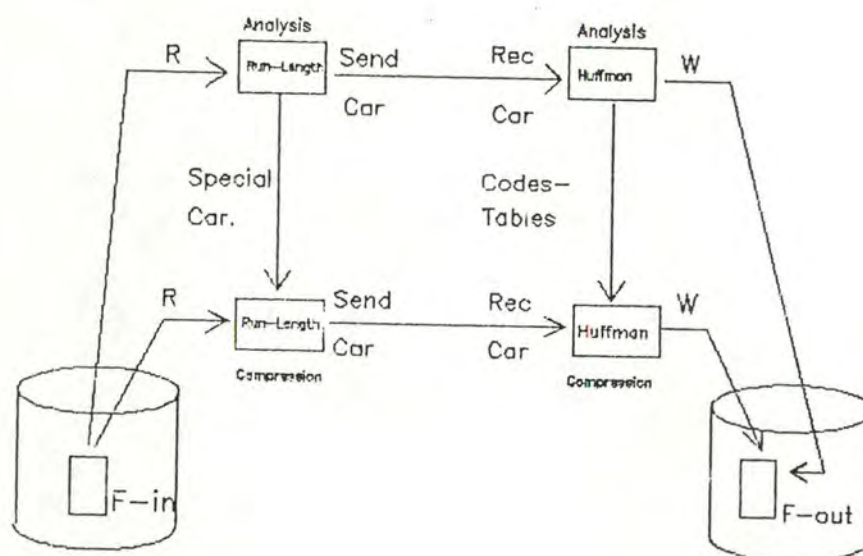 Analysis
Analysis
R
Run-Length
Send
Rec
Huffman
W
Car
Car
Special
Car.
Codes-
Tables
R
Run-Length
Send
Rec
Huffman
W
Car
Car
Compression
Compression
F-in
F-out